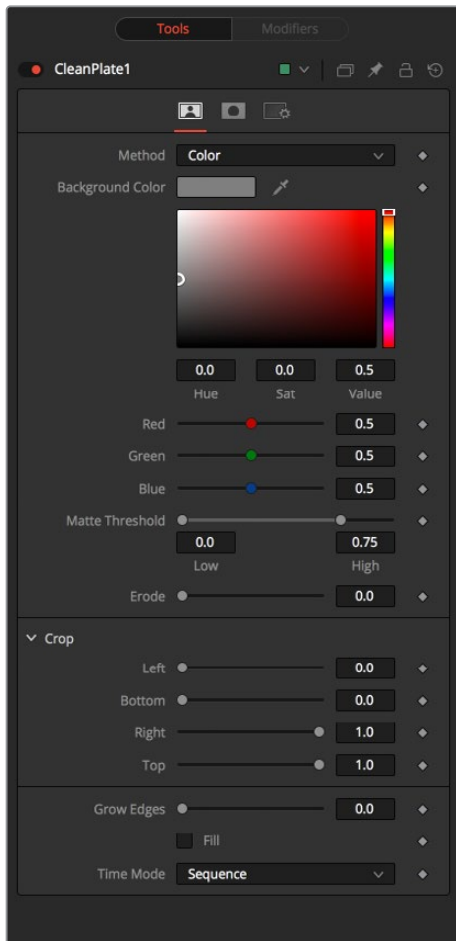 Tools Modifiers
CleanPlate1
Method Color
Background Color
0.0 0.0 0.5
Hue Sat Value
Red 0.5
Green 0.5
Blue 0.5
Matte Threshold
0.0 0.75
Low High
Erode 0.0
Crop
Left 0.0
Bottom 0.0
Right 1.0
Top 1.0
Grow Edges 0.0
Fill
Time Mode Sequence